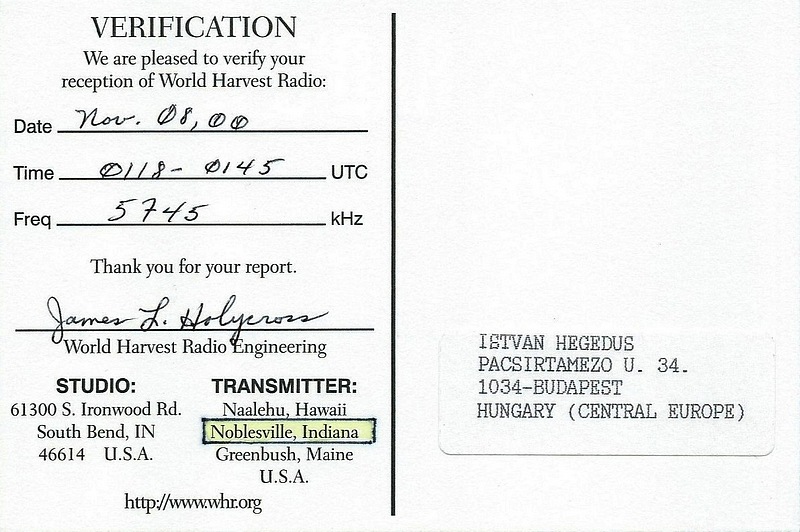 VERIFICATION
We are pleased to verify your
reception of World Harvest Radio:
Date Nov. 08, 00
Time 0118 - 0145 UTC
Freq 5745 kHz
Thank you for your report.
James L. Holycross
World Harvest Radio Engineering
STUDIO:
61300 S. Ironwood Rd.
South Bend, IN
46614 U.S.A.
TRANSMITTER:
Naalehu, Hawaii
Noblesville, Indiana
Greenbush, Maine
U.S.A.
http://www.whr.org
ISTVAN HEGEDUS
PACSIRTAMEZO U. 34.
1034-BUDAPEST
HUNGARY (CENTRAL EUROPE)